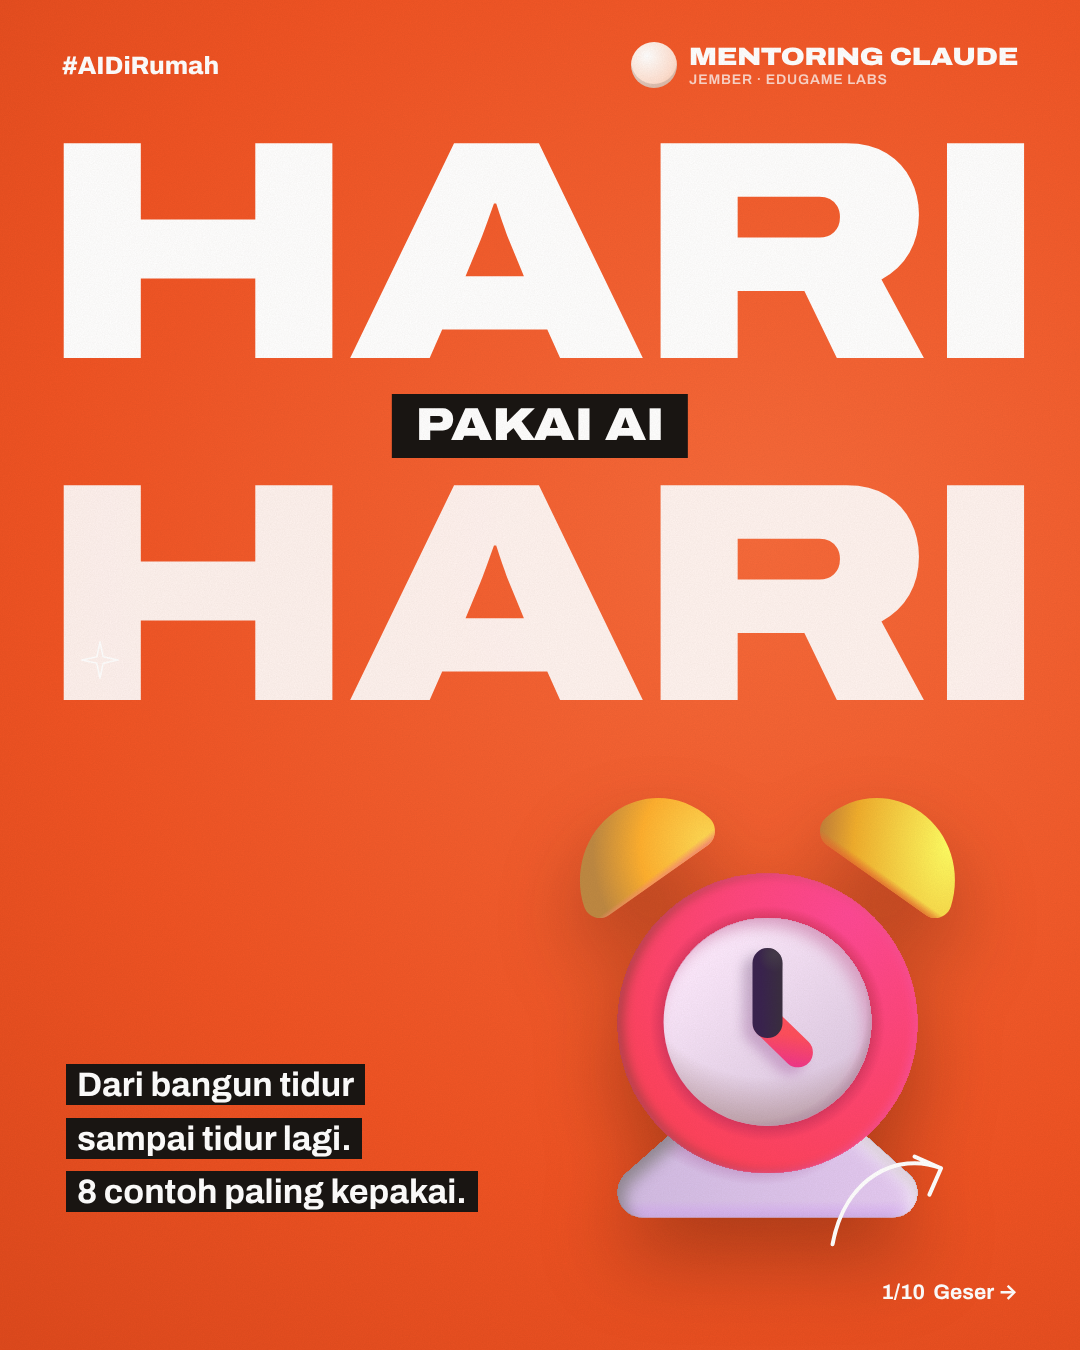 #AIDiRumah
MENTORING CLAUDE
JEMBER · EDUGAME LABS
HARI
PAKAI AI
HARI
Dari bangun tidur
sampai tidur lagi.
8 contoh paling kepakai.
1/10 Geser →